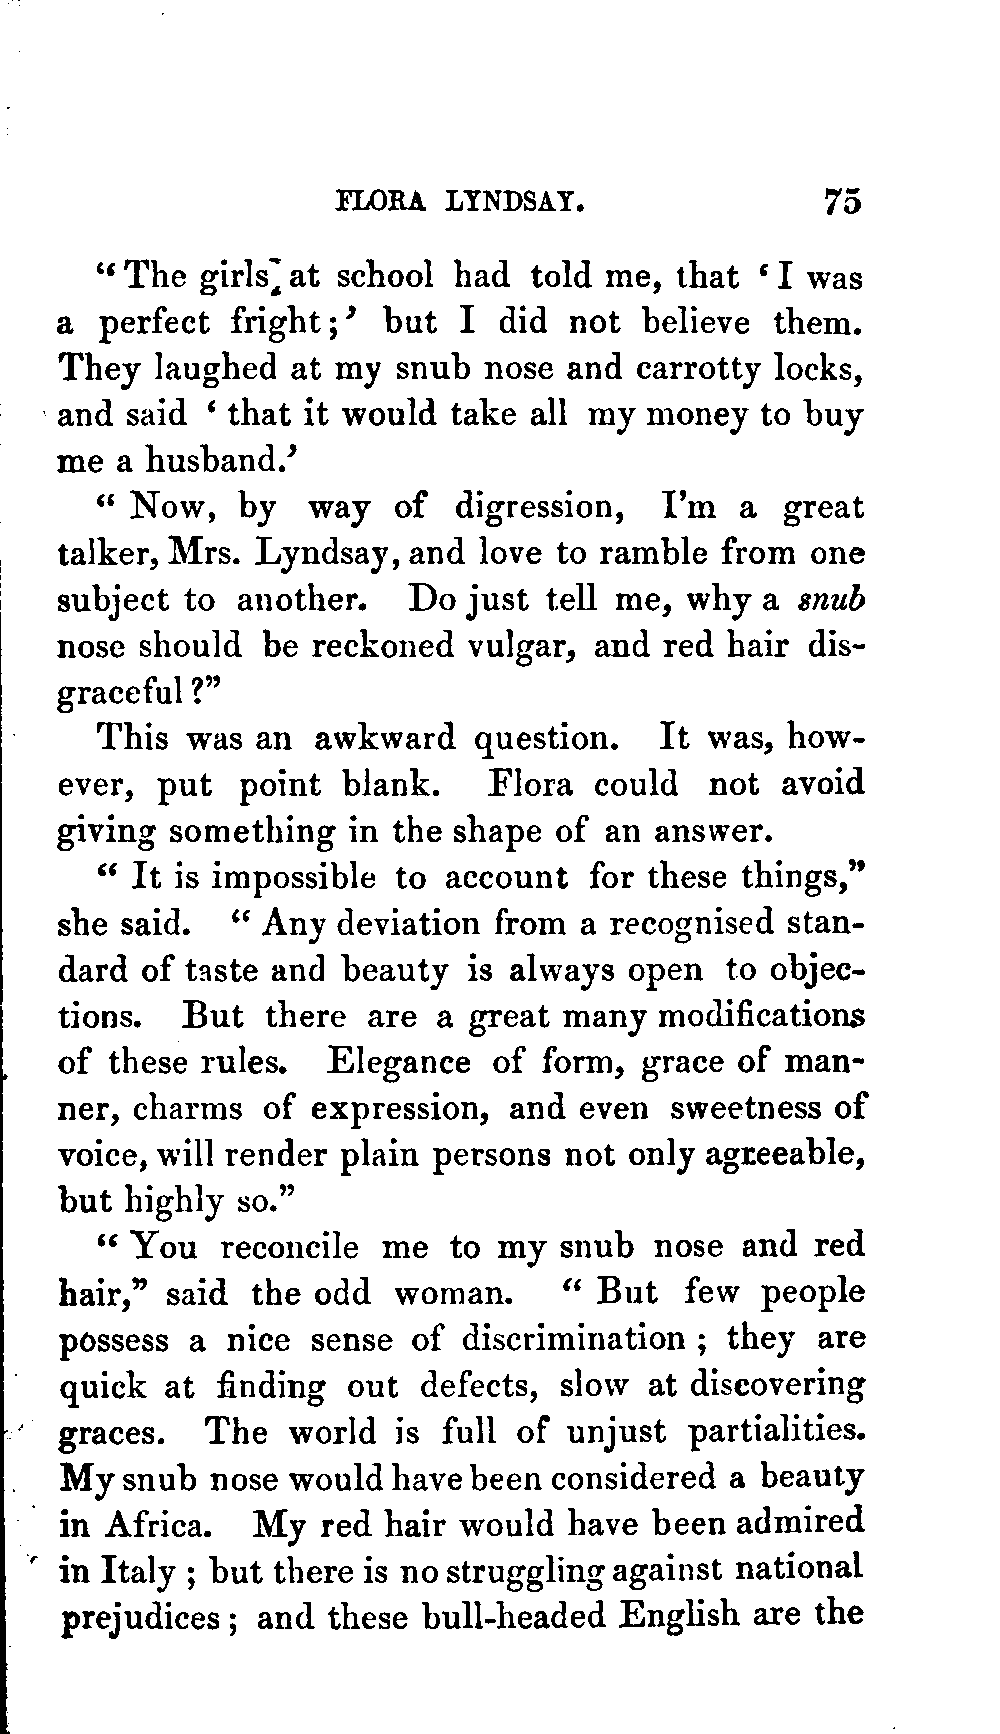 FLORA LYNDSAY. 75
“The girls at school had told me, that ‘I was
a perfect fright;’ but I did not believe them.
They laughed at my snub nose and carrotty locks,
and said ‘that it would take all my money to buy
me a husband.’
“Now, by way of digression, I’m a great
talker, Mrs. Lyndsay, and love to ramble from one
subject to another. Do just tell me, why a snub
nose should be reckoned vulgar, and red hair dis-
graceful?”
This was an awkward question. It was, how-
ever, put point blank. Flora could not avoid
giving something in the shape of an answer.
“It is impossible to account for these things,”
she said. “Any deviation from a recognised stan-
dard of taste and beauty is always open to objec-
tions. But there are a great many modifications
of these rules. Elegance of form, grace of man-
ner, charms of expression, and even sweetness of
voice, will render plain persons not only agreeable,
but highly so.”
“You reconcile me to my snub nose and red
hair,” said the odd woman. “But few people
possess a nice sense of discrimination; they are
quick at finding out defects, slow at discovering
graces. The world is full of unjust partialities.
My snub nose would have been considered a beauty
in Africa. My red hair would have been admired
in Italy; but there is no struggling against national
prejudices; and these bull-headed English are the